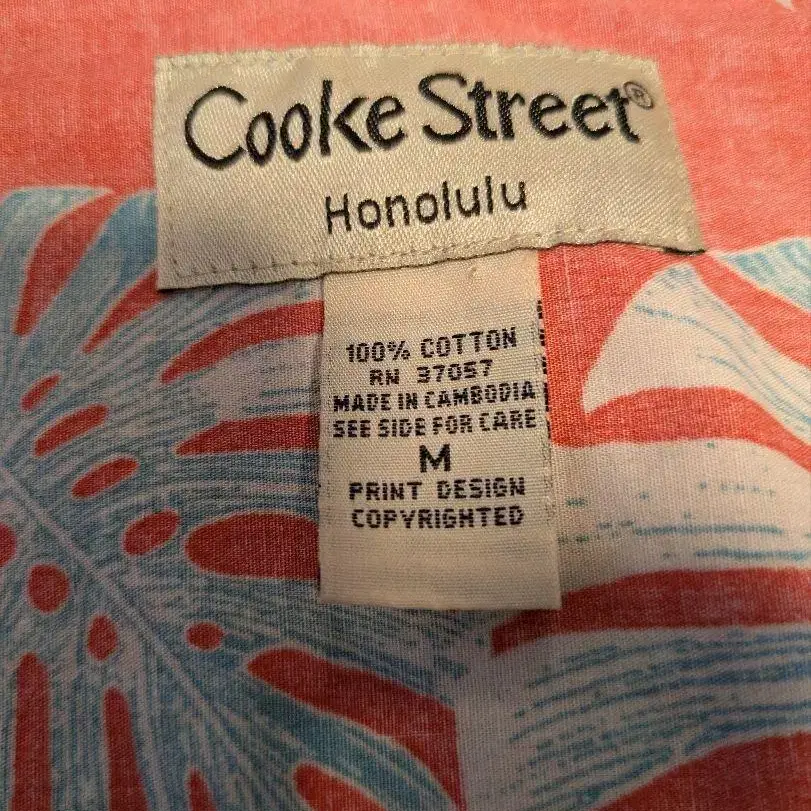 Cooke Street®
Honolulu
100% COTTON
RN 37057
MADE IN CAMBODIA
SEE SIDE FOR CARE
M
PRINT DESIGN
COPYRIGHTED